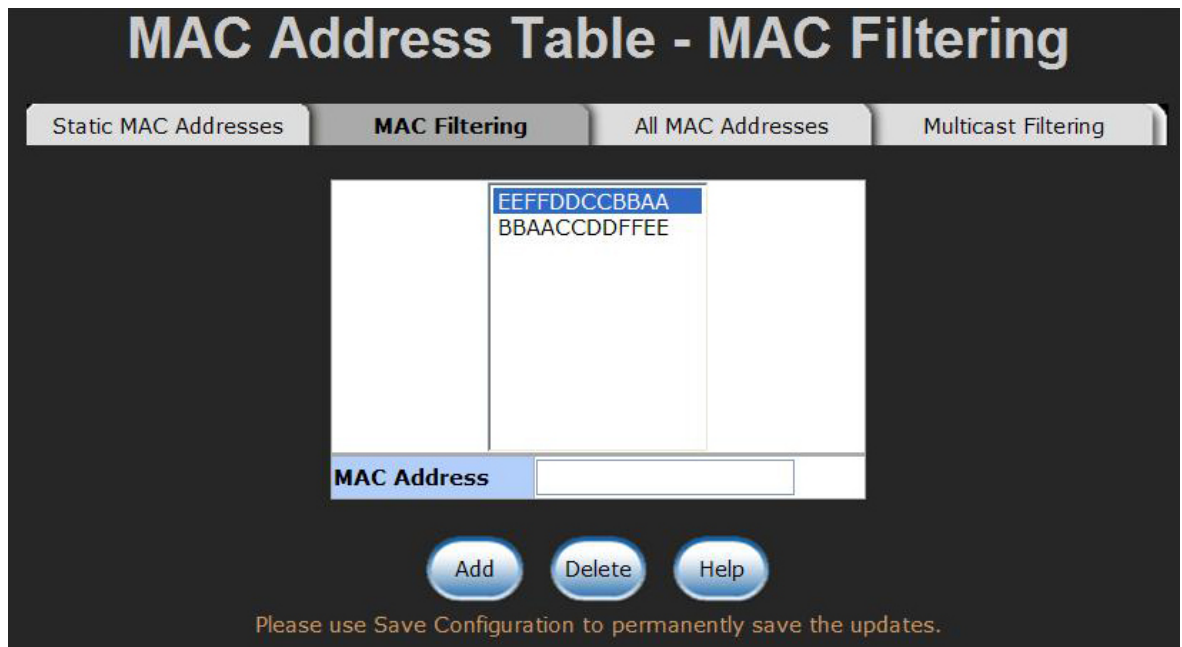 MAC Address Table - MAC Filtering
Static MAC Addresses MAC Filtering All MAC Addresses Multicast Filtering
EEFFDDCCBBAA
BBAACCDDFFEE
MAC Address
Add Delete Help
Please use Save Configuration to permanently save the updates.